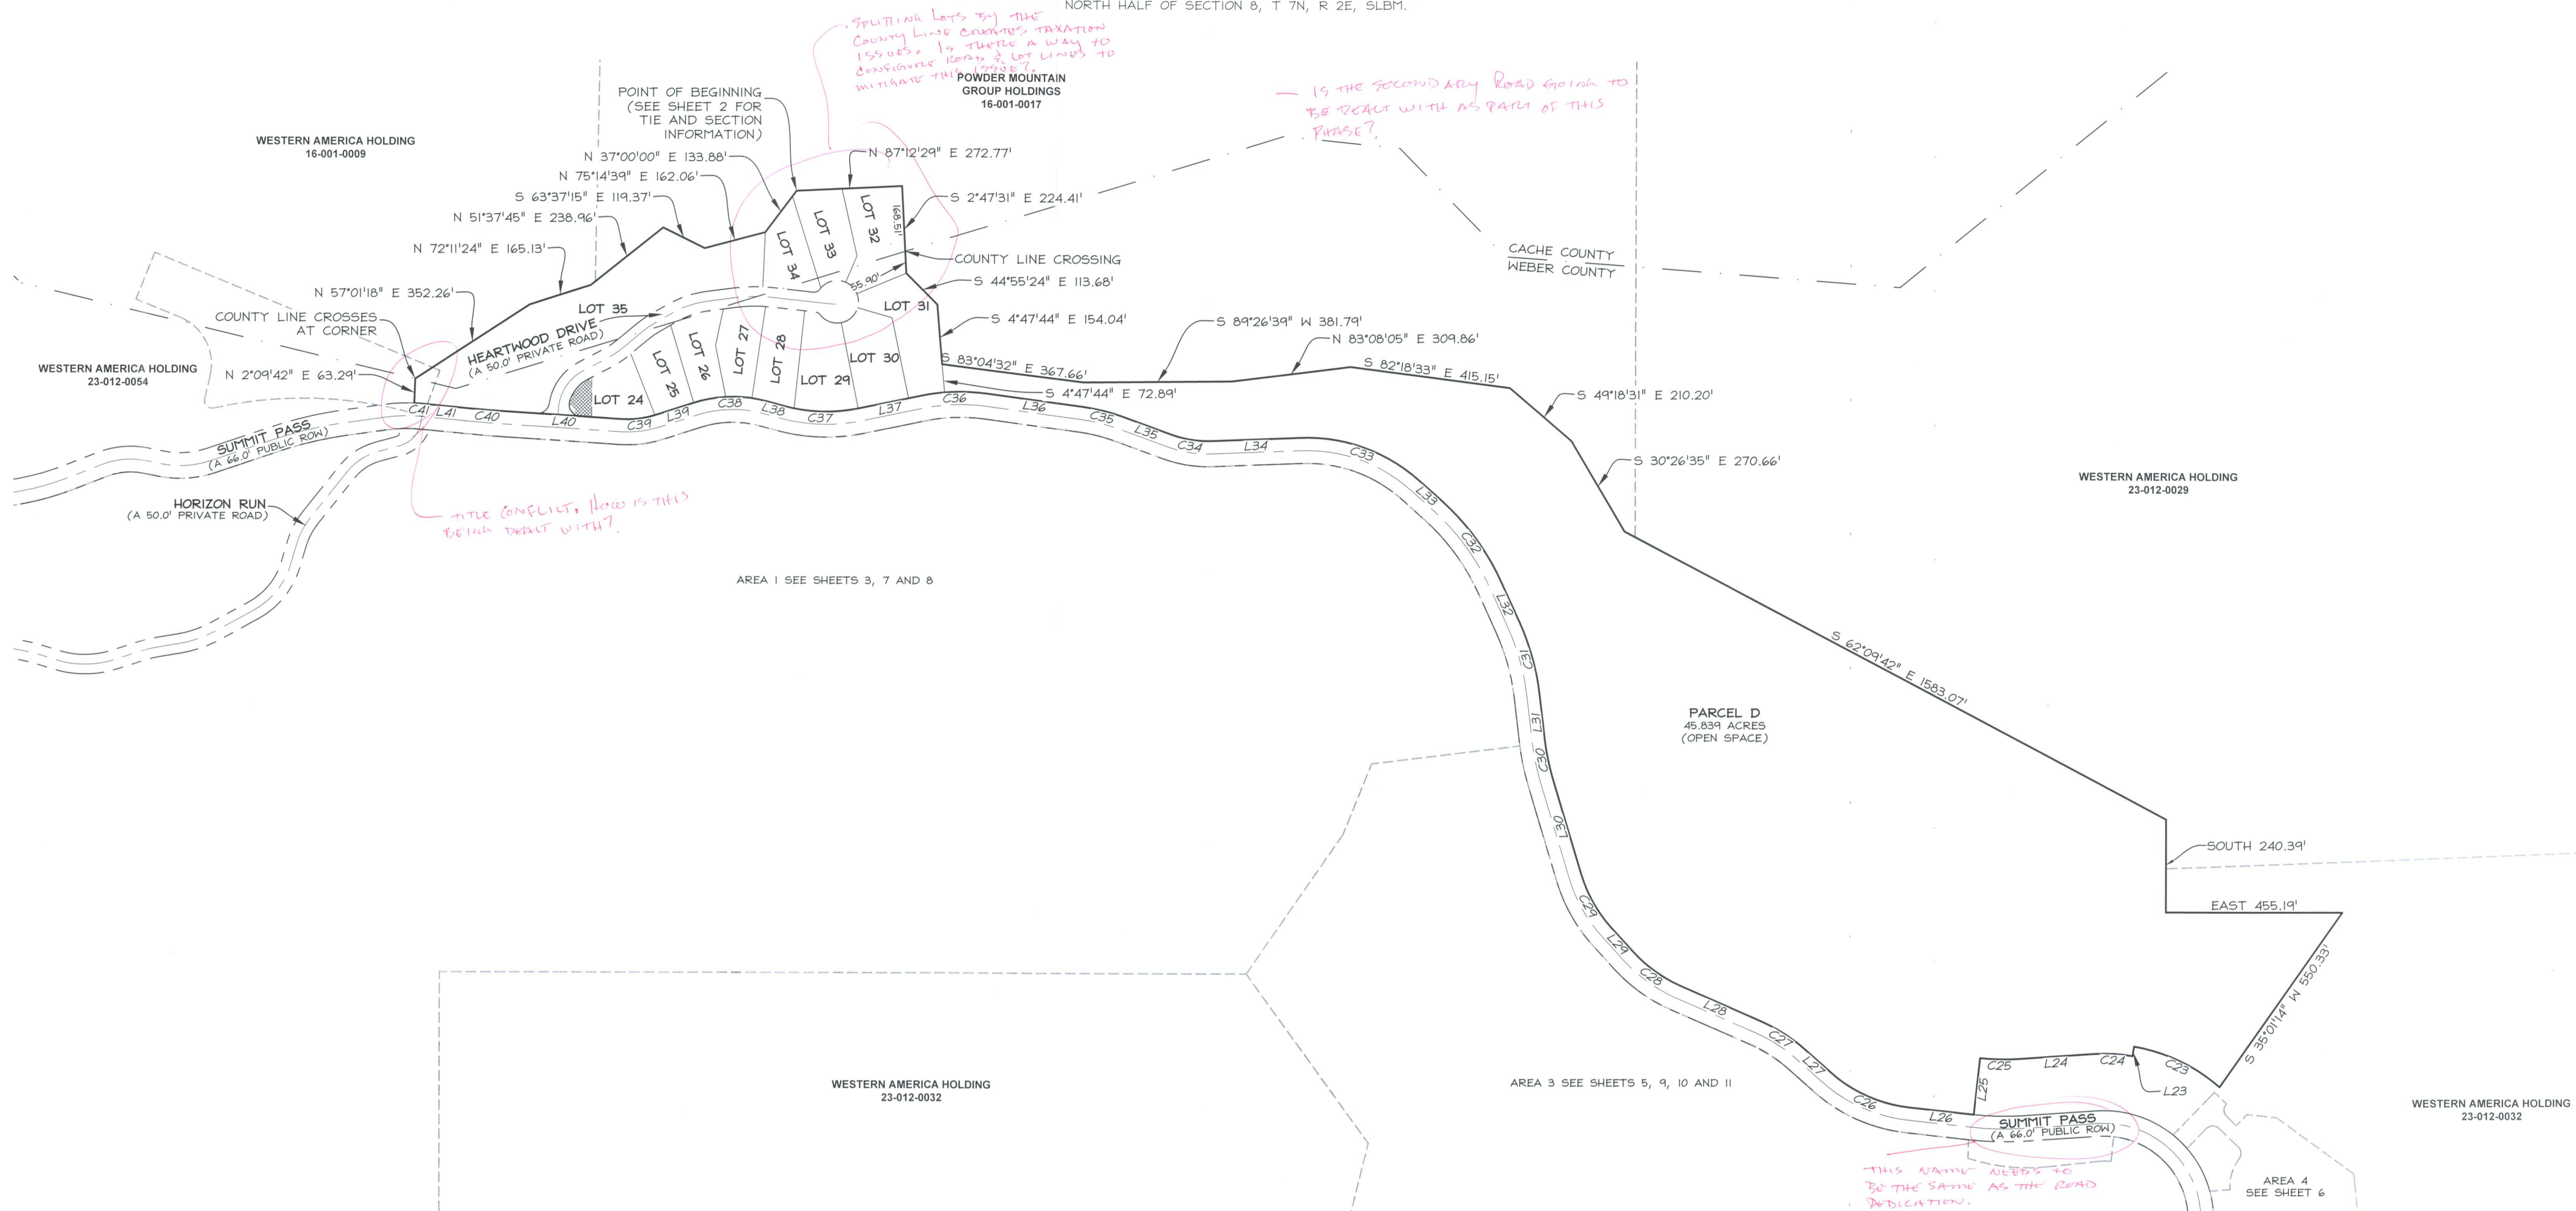 NORTH HALF OF SECTION 8, T 7N, R 2E, SLBM.
. SPLITTING LOTS BY THE
COUNTY LINE CREATES TAXATION
ISSUES. IS THERE A WAY TO
CONFIGURE ROAD & LOT LINES TO
MITIGATE THIS ISSUE?
POWDER MOUNTAIN
GROUP HOLDINGS
16-001-0017
— IS THE SECONDARY ROAD GOING TO
BE DEALT WITH AS PART OF THIS
PHASE?
POINT OF BEGINNING
(SEE SHEET 2 FOR
TIE AND SECTION
INFORMATION)
WESTERN AMERICA HOLDING
16-001-0009
N 37°00'00" E 133.88'
N 87°12'29" E 272.77'
N 75°14'39" E 162.06'
S 63°37'15" E 119.37'
S 2°47'31" E 224.41'
N 51°37'45" E 238.96'
N 72°11'24" E 165.13'
LOT 34
LOT 33
LOT 32
168.51'
COUNTY LINE CROSSING
CACHE COUNTY
WEBER COUNTY
55.90'
S 44°55'24" E 113.68'
N 57°01'18" E 352.26'
LOT 35
LOT 31
COUNTY LINE CROSSES
AT CORNER
HEARTWOOD DRIVE
(A 50.0' PRIVATE ROAD)
S 4°47'44" E 154.04'
S 89°26'39" W 381.79'
N 83°08'05" E 309.86'
WESTERN AMERICA HOLDING
23-012-0054
N 2°09'42" E 63.29'
LOT 24
LOT 25
LOT 26
LOT 27
LOT 28
LOT 29
LOT 30
S 83°04'32" E 367.66'
S 82°18'33" E 415.15'
S 4°47'44" E 72.89'
S 49°18'31" E 210.20'
C41
L41
C40
L40
C39
L39
C38
L38
C37
L37
C36
L36
C35
L35
C34
L34
C33
SUMMIT PASS
(A 66.0' PUBLIC ROW)
S 30°26'35" E 270.66'
WESTERN AMERICA HOLDING
23-012-0029
HORIZON RUN
(A 50.0' PRIVATE ROAD)
TITLE CONFLICT. HOW IS THIS
BEING DEALT WITH?
L33
C32
L32
C31
L31
C30
L30
C29
L29
C28
L28
C27
L27
C26
L26
AREA 1 SEE SHEETS 3, 7 AND 8
S 62°09'42" E 1583.07'
PARCEL D
45.839 ACRES
(OPEN SPACE)
SOUTH 240.39'
EAST 455.19'
S 35°01'14" W 550.33'
WESTERN AMERICA HOLDING
23-012-0032
AREA 3 SEE SHEETS 5, 9, 10 AND 11
L25
C25
L24
C24
C23
L23
SUMMIT PASS
(A 66.0' PUBLIC ROW)
WESTERN AMERICA HOLDING
23-012-0032
THIS NAME NEEDS TO
BE THE SAME AS THE ROAD
DEDICATION.
AREA 4
SEE SHEET 6